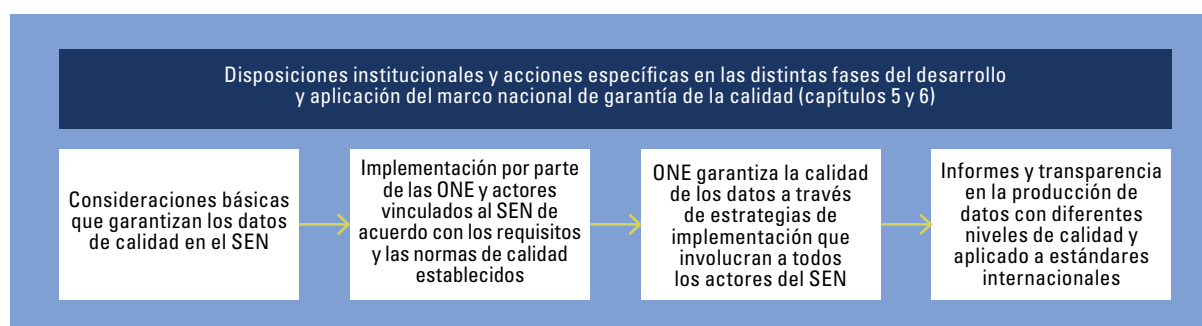 Disposiciones institucionales y acciones específicas en las distintas fases del desarrollo
y aplicación del marco nacional de garantía de la calidad (capítulos 5 y 6)
Consideraciones básicas
que garantizan los datos
de calidad en el SEN
Implementación por parte
de las ONE y actores
vinculados al SEN de
acuerdo con los requisitos
y las normas de calidad
establecidos
ONE garantiza la calidad
de los datos a través
de estrategias de
implementación que
involucran a todos
los actores del SEN
Informes y transparencia
en la producción de
datos con diferentes
niveles de calidad y
aplicado a estándares
internacionales